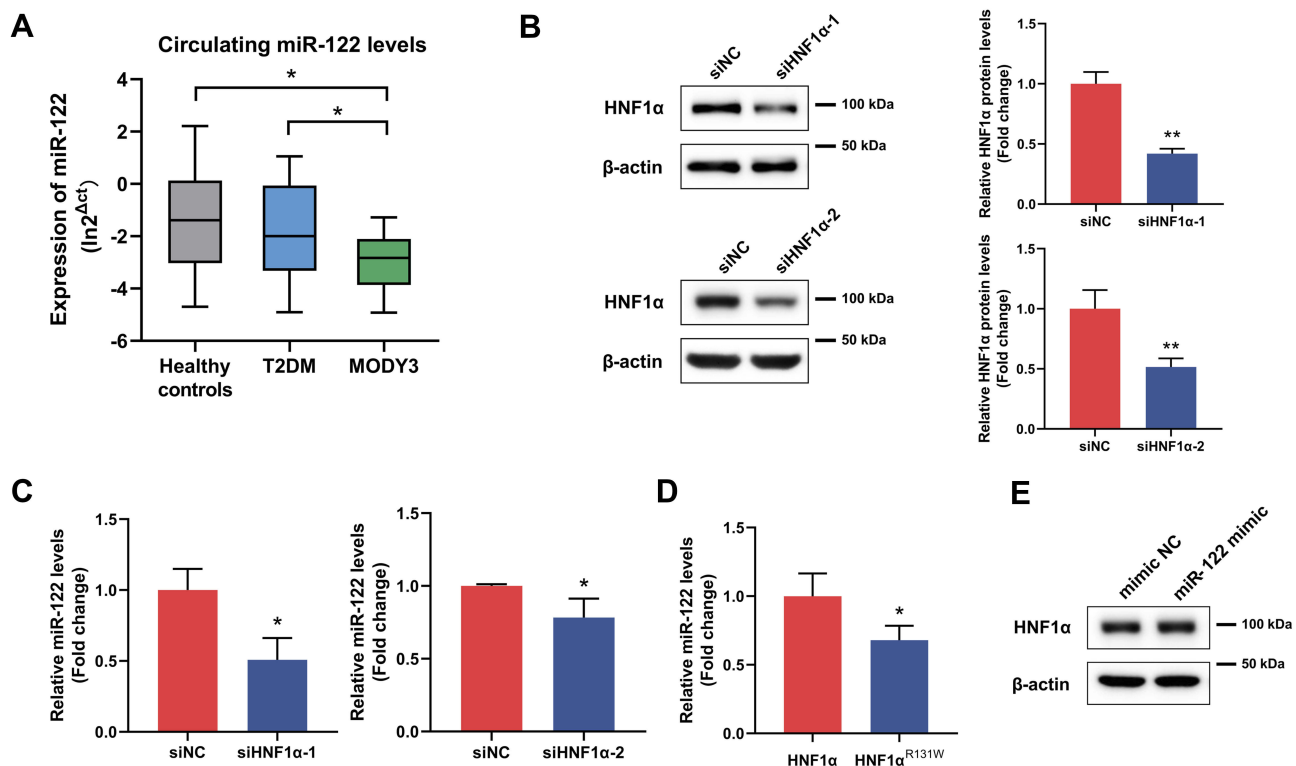 A
Circulating miR-122 levels
Expression of miR-122
(ln2^Δct)
4
2
0
-2
-4
-6
*
*
Healthy
controls
T2DM
MODY3
B
siNC
siHNF1α-1
HNF1α
100 kDa
50 kDa
β-actin
siNC
siHNF1α-2
HNF1α
100 kDa
50 kDa
β-actin
Relative HNF1α protein levels
(Fold change)
1.5
1.0
0.5
0.0
**
siNC
siHNF1α-1
Relative HNF1α protein levels
(Fold change)
1.5
1.0
0.5
0.0
**
siNC
siHNF1α-2
C
Relative miR-122 levels
(Fold change)
1.5
1.0
0.5
0.0
*
siNC
siHNF1α-1
Relative miR-122 levels
(Fold change)
1.5
1.0
0.5
0.0
*
siNC
siHNF1α-2
D
Relative miR-122 levels
(Fold change)
1.5
1.0
0.5
0.0
*
HNF1α
HNF1α^R131W
E
mimic NC
miR-122 mimic
HNF1α
100 kDa
50 kDa
β-actin